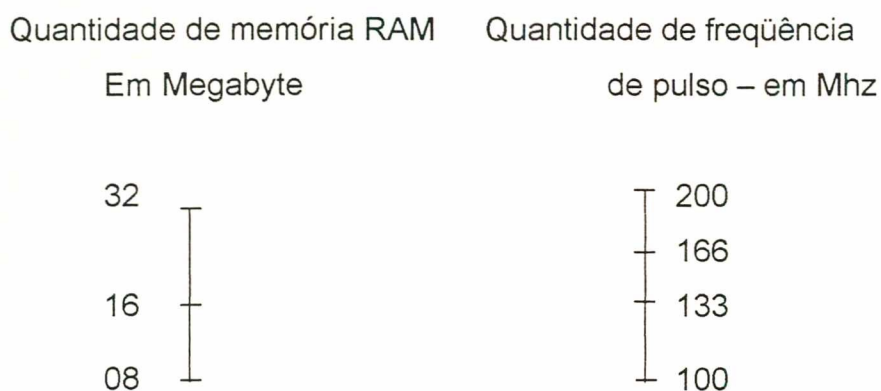 Quantidade de memória RAM
Em Megabyte
32
16
08
Quantidade de freqüência
de pulso – em Mhz
200
166
133
100